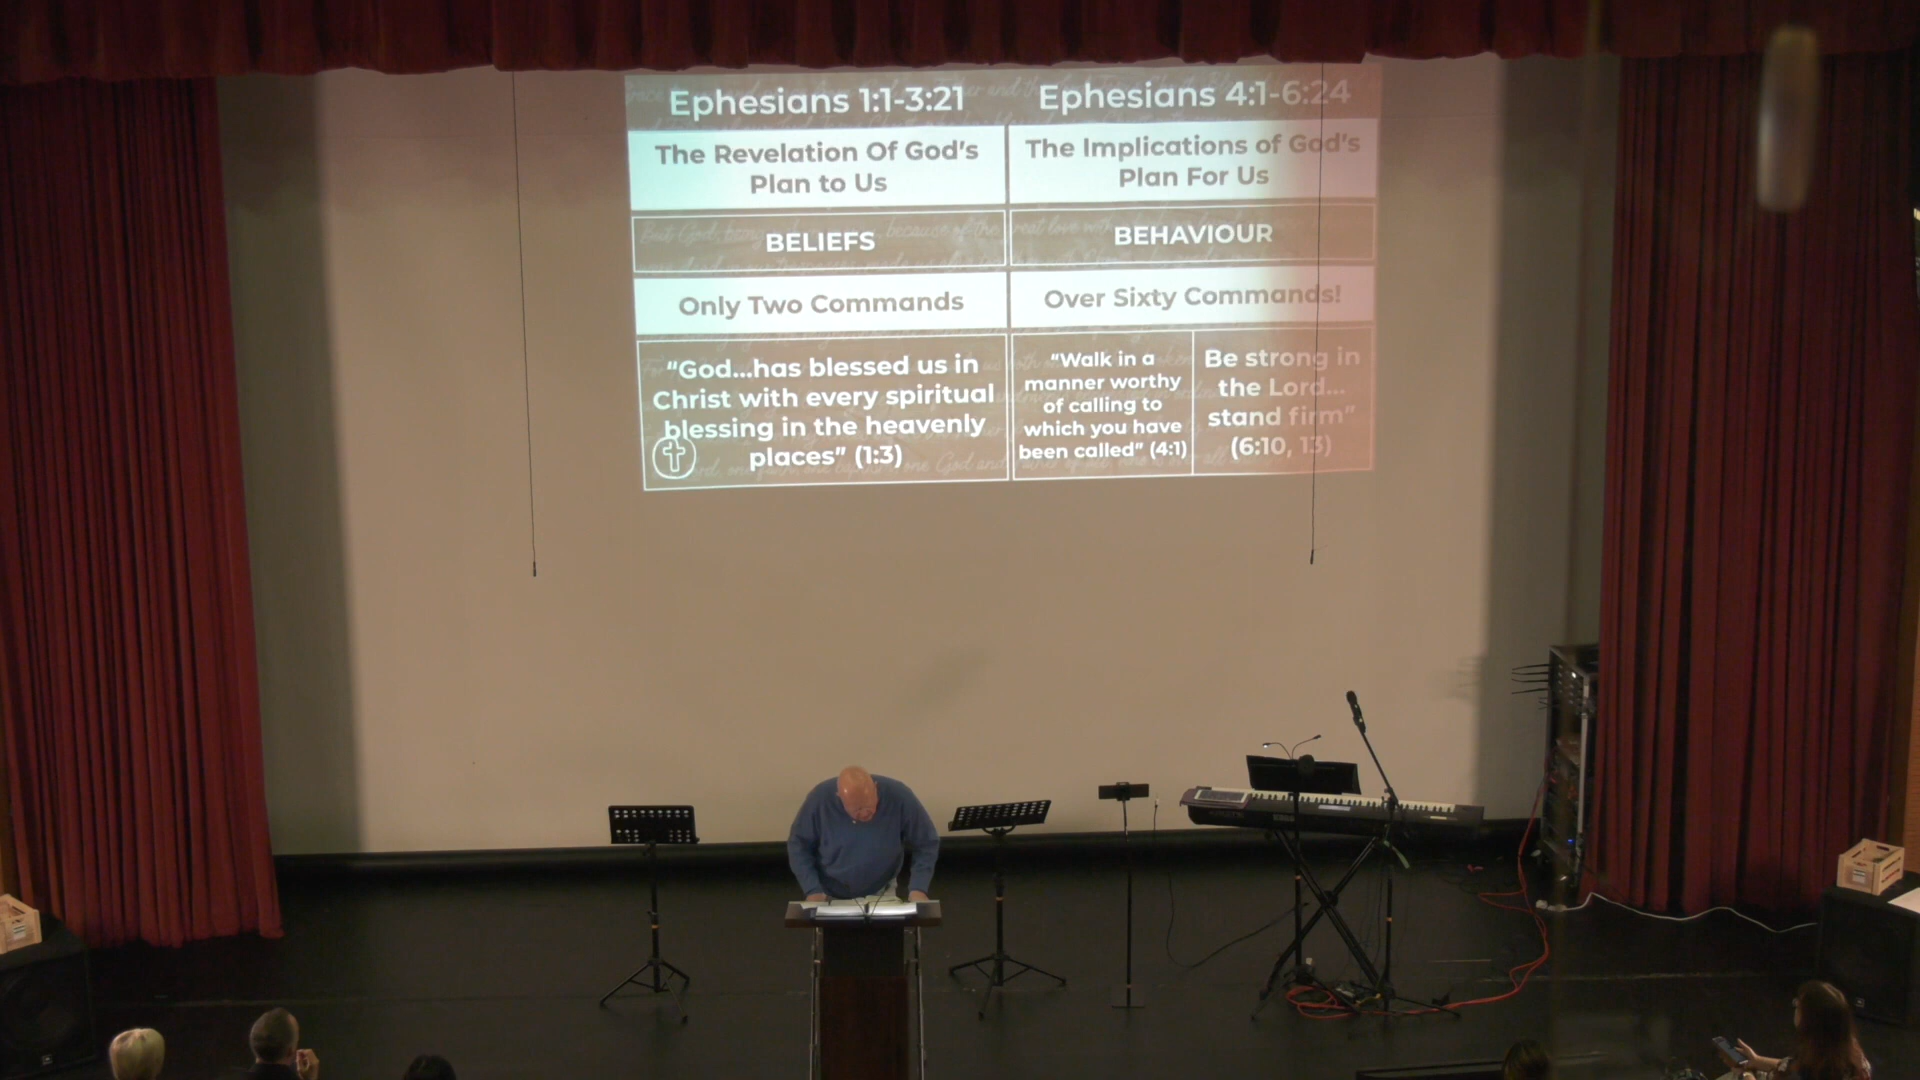 Ephesians 1:1-3:21
Ephesians 4:1-6:24
The Revelation Of God's
Plan to Us
The Implications of God's
Plan For Us
BELIEFS
BEHAVIOUR
Only Two Commands
Over Sixty Commands!
“God...has blessed us in
Christ with every spiritual
blessing in the heavenly
places” (1:3)
“Walk in a
manner worthy
of calling to
which you have
been called” (4:1)
Be strong in
the Lord...
stand firm”
(6:10, 13)